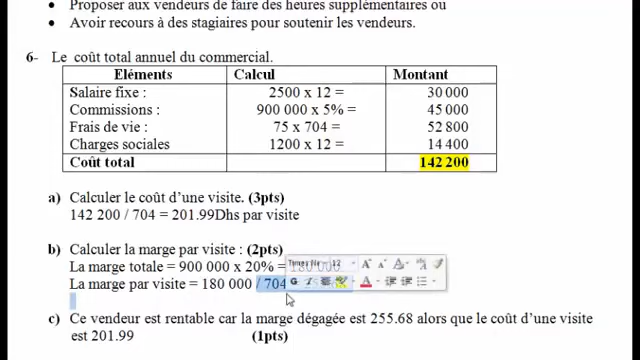 • Proposer aux vendeurs de faire des heures supplémentaires ou
• Avoir recours à des stagiaires pour soutenir les vendeurs.
6- Le coût total annuel du commercial.
Eléments Calcul Montant
Salaire fixe : 2500 x 12 = 30 000
Commissions : 900 000 x 5% = 45 000
Frais de vie : 75 x 704 = 52 800
Charges sociales 1200 x 12 = 14 400
Coût total 142 200
a) Calculer le coût d'une visite. (3pts)
142 200 / 704 = 201.99Dhs par visite
b) Calculer la marge par visite : (2pts)
La marge totale = 900 000 x 20% = 180 000
12
La marge par visite = 180 000 / 704
G I
c) Ce vendeur est rentable car la marge dégagée est 255.68 alors que le coût d'une visite
est 201.99 (1pts)